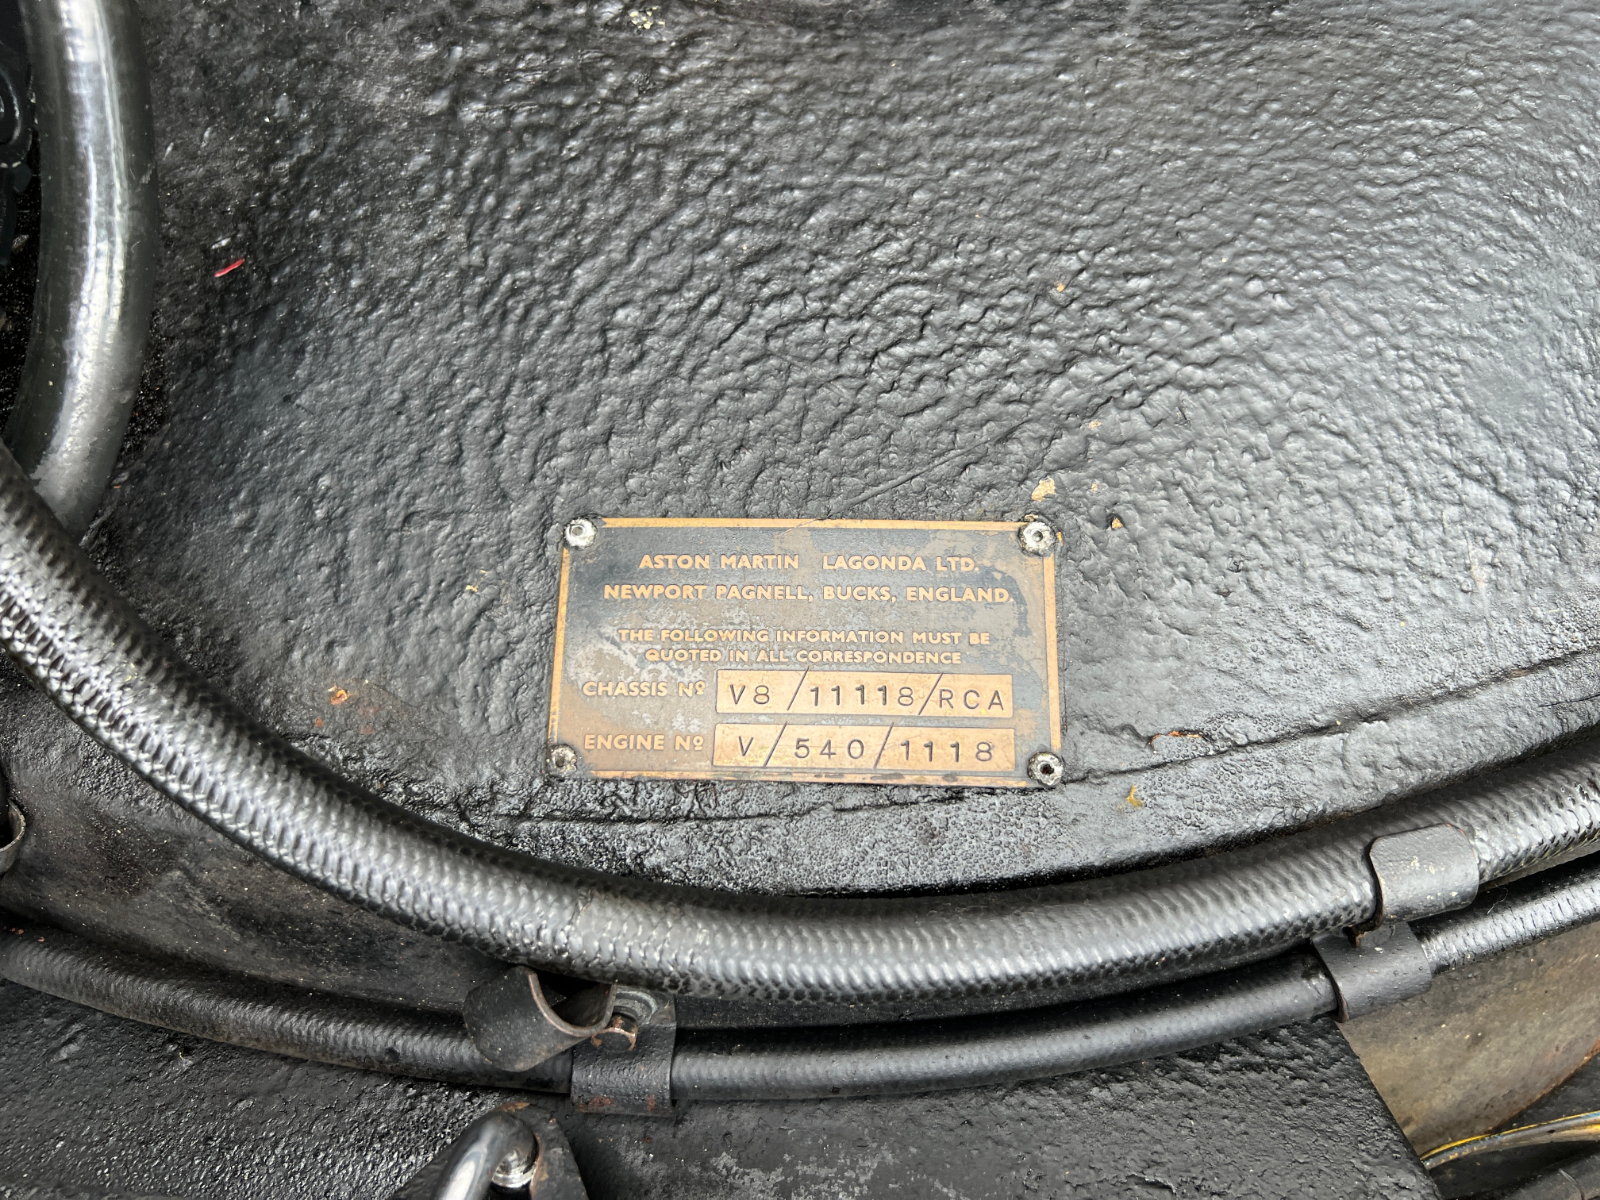 ASTON MARTIN LAGONDA LTD.
NEWPORT PAGNELL, BUCKS, ENGLAND,
THE FOLLOWING INFORMATION MUST BE
QUOTED IN ALL CORRESPONDENCE
CHASSIS Nº V8/11118/RCA
ENGINE Nº V/540/1118